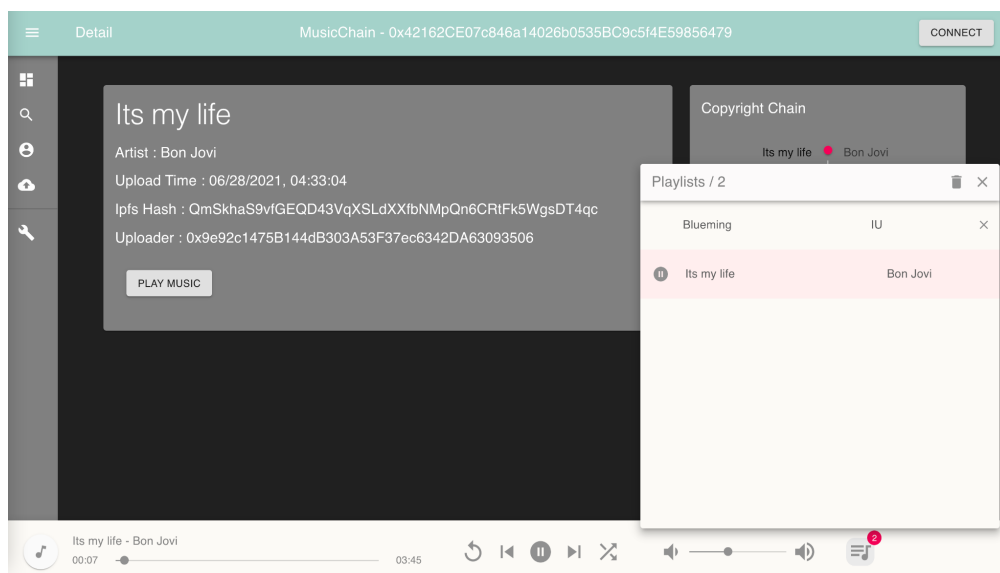 Detail
MusicChain - 0x42162CE07c846a14026b0535BC9c5f4E59856479
CONNECT
Its my life
Artist : Bon Jovi
Upload Time : 06/28/2021, 04:33:04
Ipfs Hash : QmSkhaS9vfGEQD43VqXSLdXXfbNMpQn6CRtFk5WgsDT4qc
Uploader : 0x9e92c1475B144dB303A53F37ec6342DA63093506
PLAY MUSIC
Copyright Chain
Its my life Bon Jovi
Playlists / 2
Blueming IU
Its my life Bon Jovi
Its my life - Bon Jovi
00:07 03:45
2